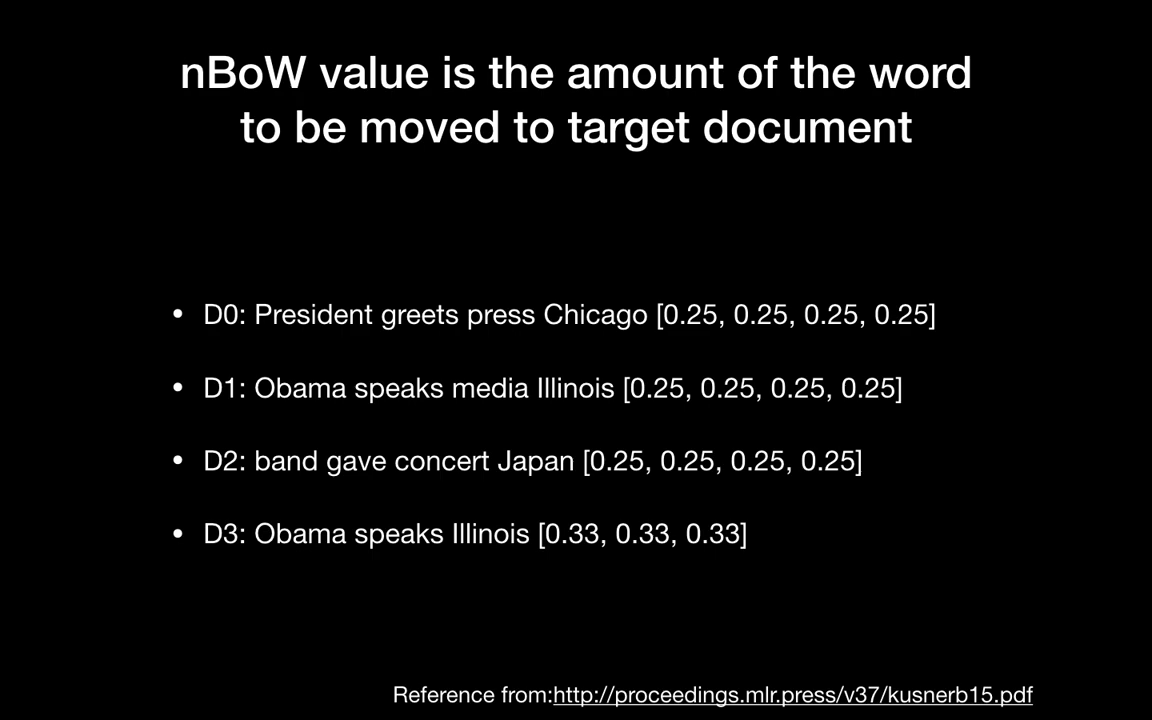 nBoW value is the amount of the word
to be moved to target document
• D0: President greets press Chicago [0.25, 0.25, 0.25, 0.25]
• D1: Obama speaks media Illinois [0.25, 0.25, 0.25, 0.25]
• D2: band gave concert Japan [0.25, 0.25, 0.25, 0.25]
• D3: Obama speaks Illinois [0.33, 0.33, 0.33]
Reference from:http://proceedings.mlr.press/v37/kusnerb15.pdf